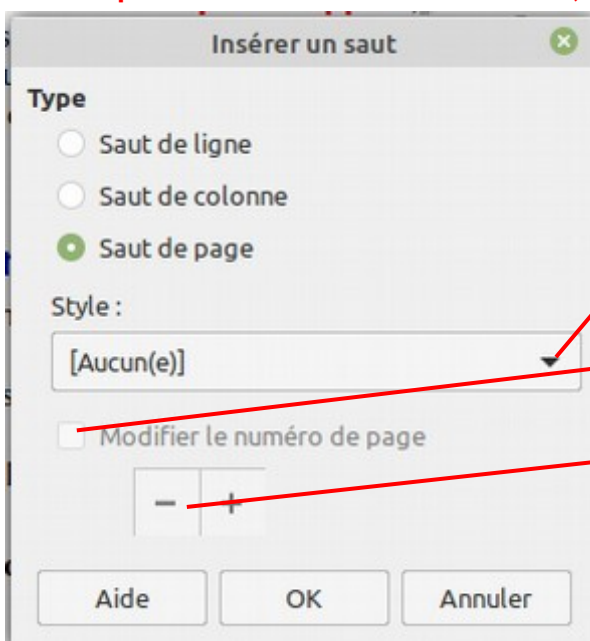 Insérer un saut
Type
Saut de ligne
Saut de colonne
Saut de page
Style :
[Aucun(e)]
Modifier le numéro de page
− +
Aide OK Annuler